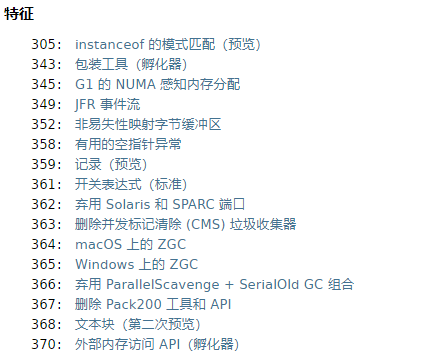 特征
305： instanceof 的模式匹配（预览）
343： 包装工具（孵化器）
345： G1 的 NUMA 感知内存分配
349： JFR 事件流
352： 非易失性映射字节缓冲区
358： 有用的空指针异常
359： 记录（预览）
361： 开关表达式（标准）
362： 弃用 Solaris 和 SPARC 端口
363： 删除并发标记清除 (CMS) 垃圾收集器
364： macOS 上的 ZGC
365： Windows 上的 ZGC
366： 弃用 ParallelScavenge + SerialOld GC 组合
367： 删除 Pack200 工具和 API
368： 文本块（第二次预览）
370： 外部内存访问 API（孵化器）